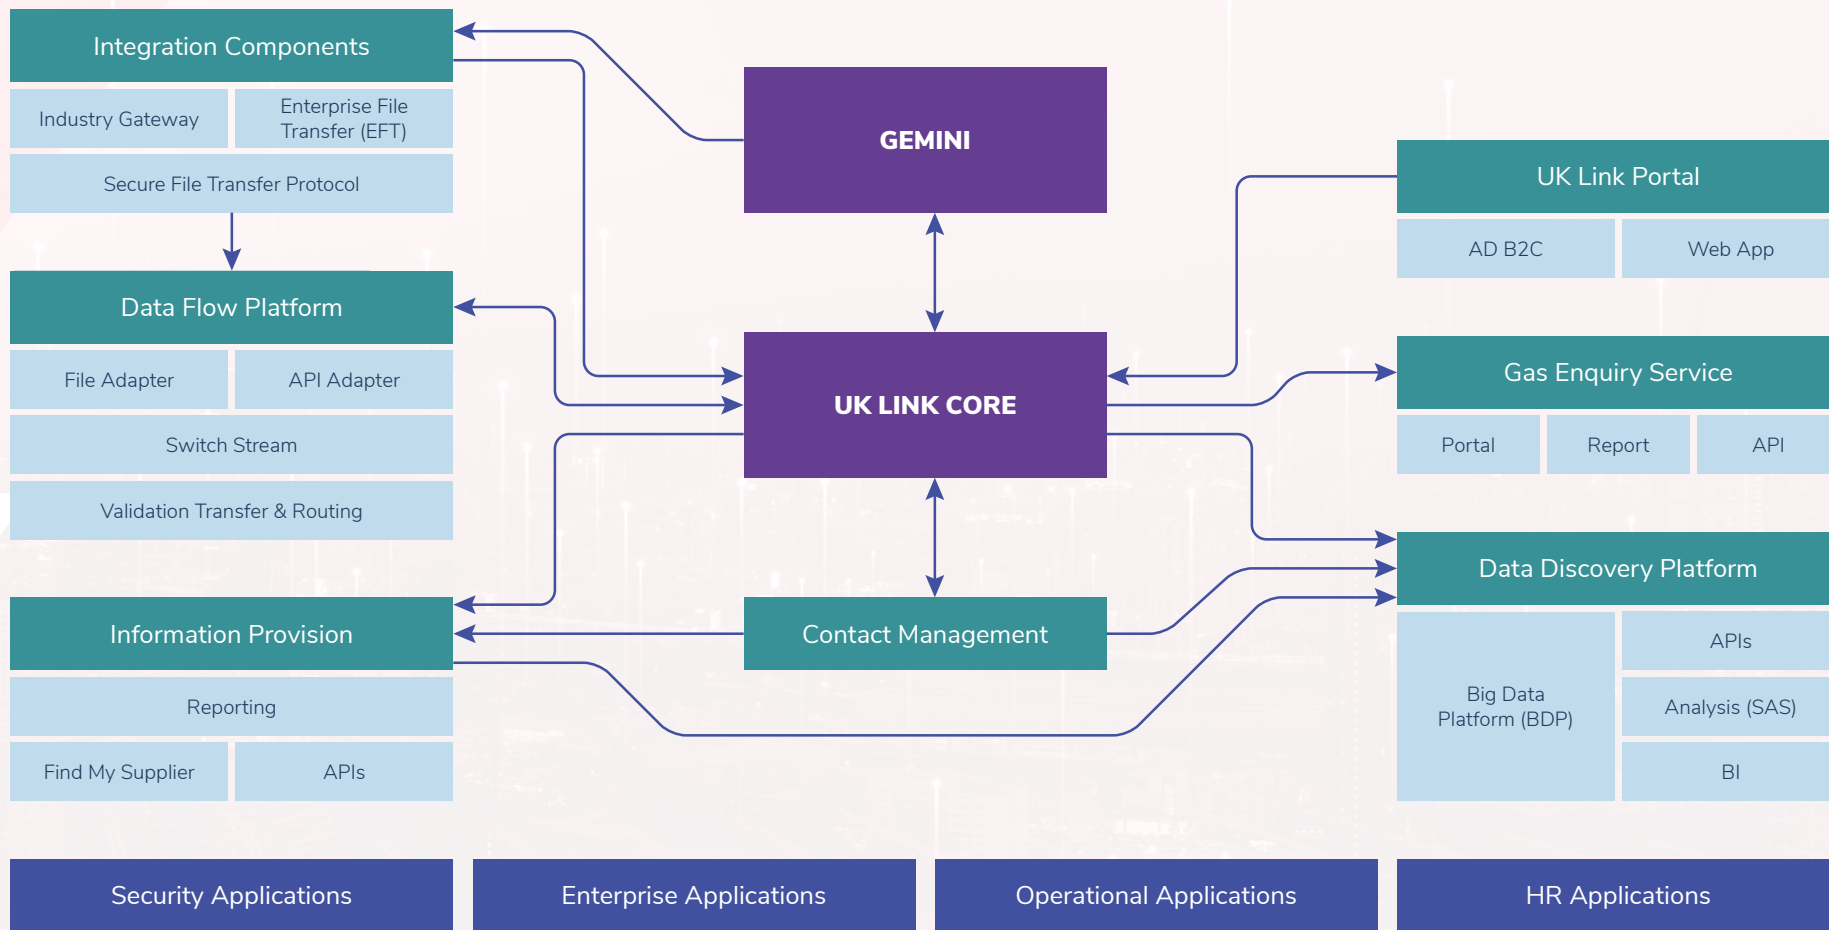 Integration Components
Industry Gateway
Enterprise File
Transfer (EFT)
Secure File Transfer Protocol
Data Flow Platform
File Adapter
API Adapter
Switch Stream
Validation Transfer & Routing
Information Provision
Reporting
Find My Supplier
APIs
GEMINI
UK LINK CORE
Contact Management
UK Link Portal
AD B2C
Web App
Gas Enquiry Service
Portal
Report
API
Data Discovery Platform
Big Data
Platform (BDP)
APIs
Analysis (SAS)
BI
Security Applications
Enterprise Applications
Operational Applications
HR Applications